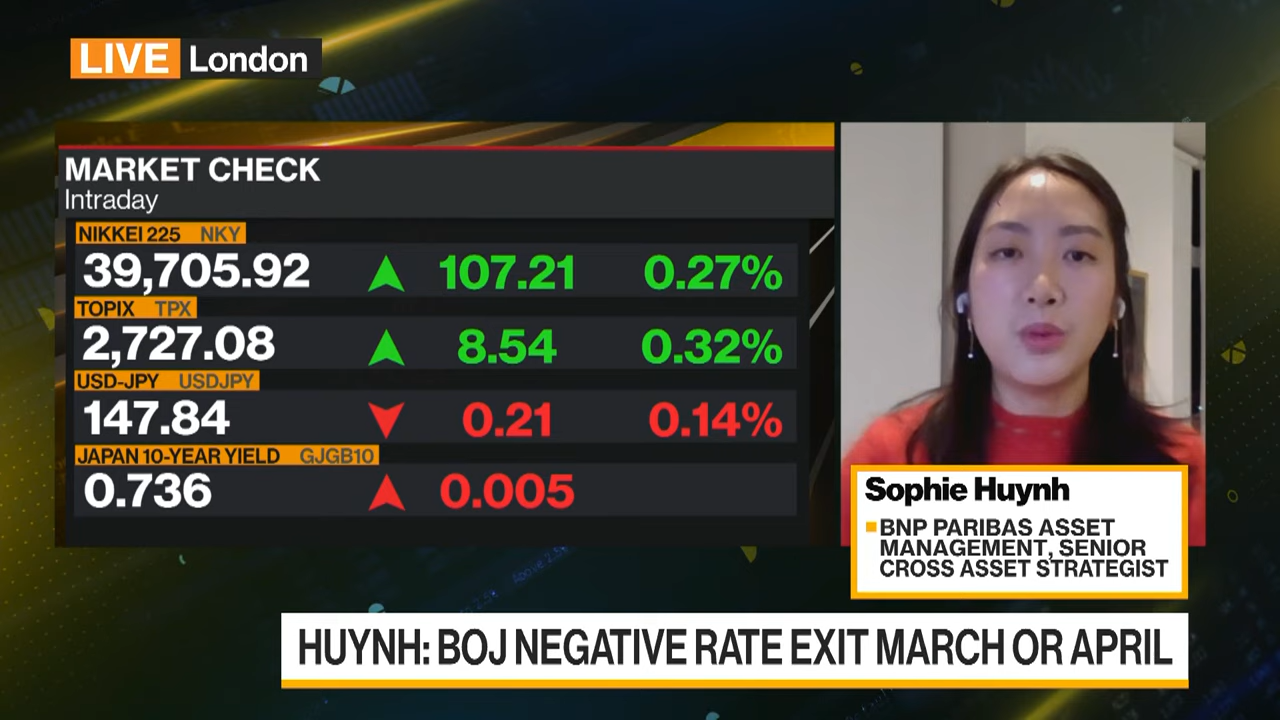 LIVE London
MARKET CHECK
Intraday
NIKKEI 225 NKY
39,705.92 107.21 0.27%
TOPIX TPX
2,727.08 8.54 0.32%
USD-JPY USDJPY
147.84 0.21 0.14%
JAPAN 10-YEAR YIELD GJGB10
0.736 0.005
Sophie Huynh
BNP PARIBAS ASSET
MANAGEMENT, SENIOR
CROSS ASSET STRATEGIST
HUYNH: BOJ NEGATIVE RATE EXIT MARCH OR APRIL